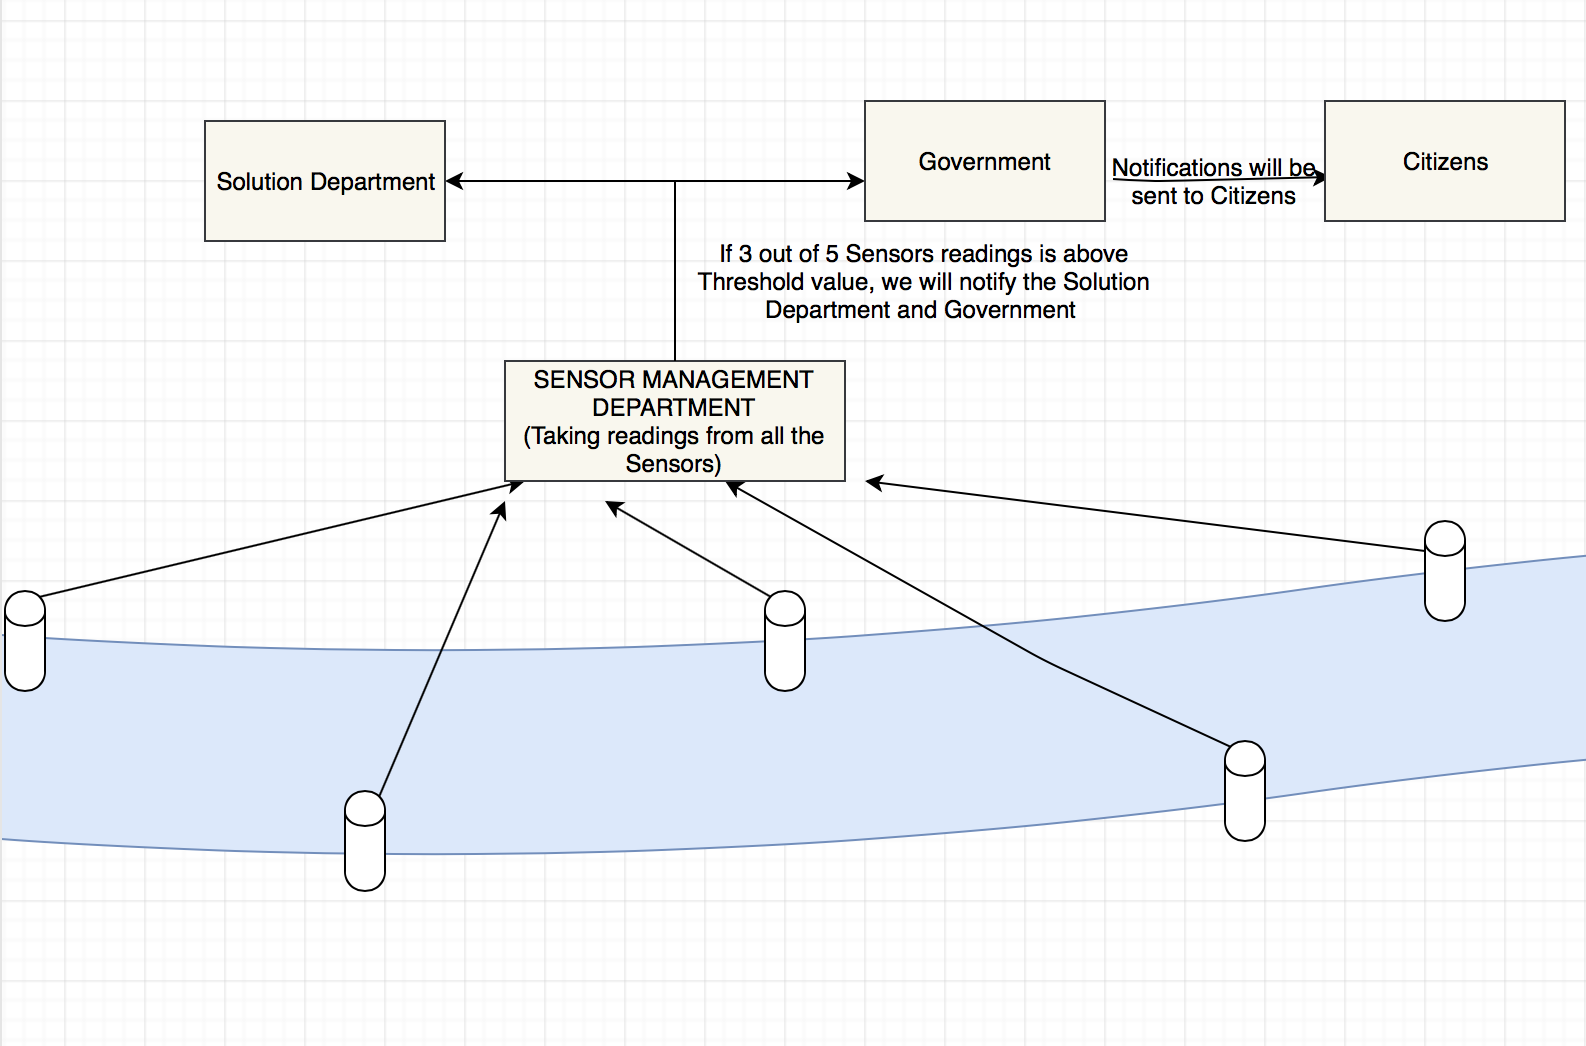 Solution Department
Government
Notifications will be
sent to Citizens
Citizens
If 3 out of 5 Sensors readings is above
Threshold value, we will notify the Solution
Department and Government
SENSOR MANAGEMENT
DEPARTMENT
(Taking readings from all the
Sensors)